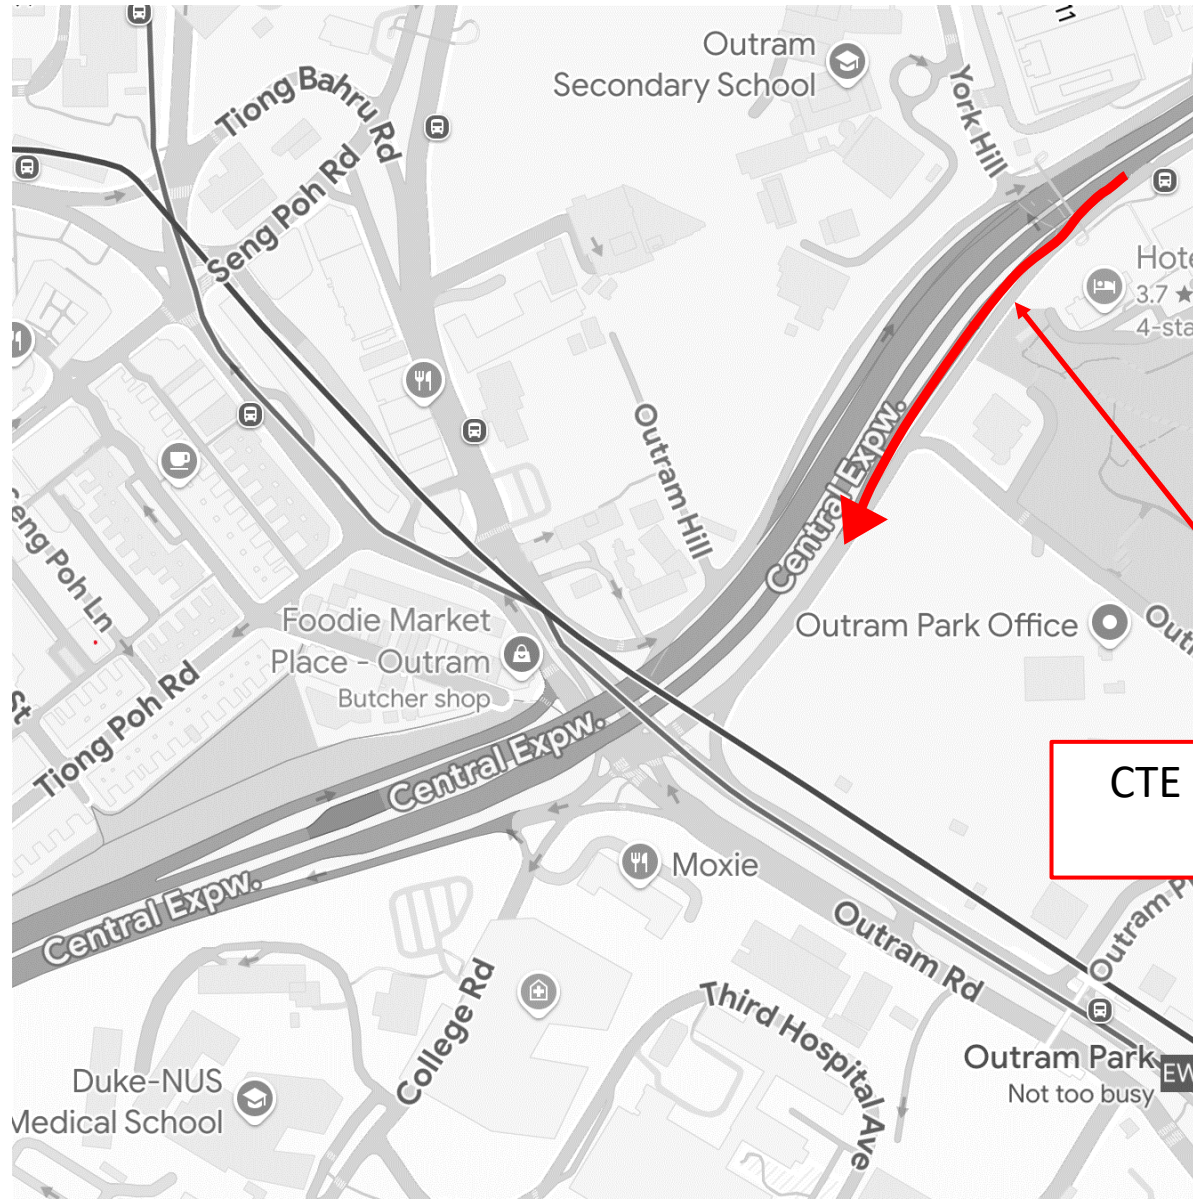 Outram
Secondary School
York Hill
Tiong Bahru Rd
Seng Poh Rd
Hote
3.7 ★
4-sta
Outram Hill
Central Expw.
Seng Poh Ln
Foodie Market
Place - Outram
Butcher shop
Outram Park Office
Tiong Poh Rd
St
Central Expw.
CTE
Moxie
Central Expw.
Outram Rd
College Rd
Third Hospital Ave
Outram Park
Not too busy
EW
Duke-NUS
Medical School